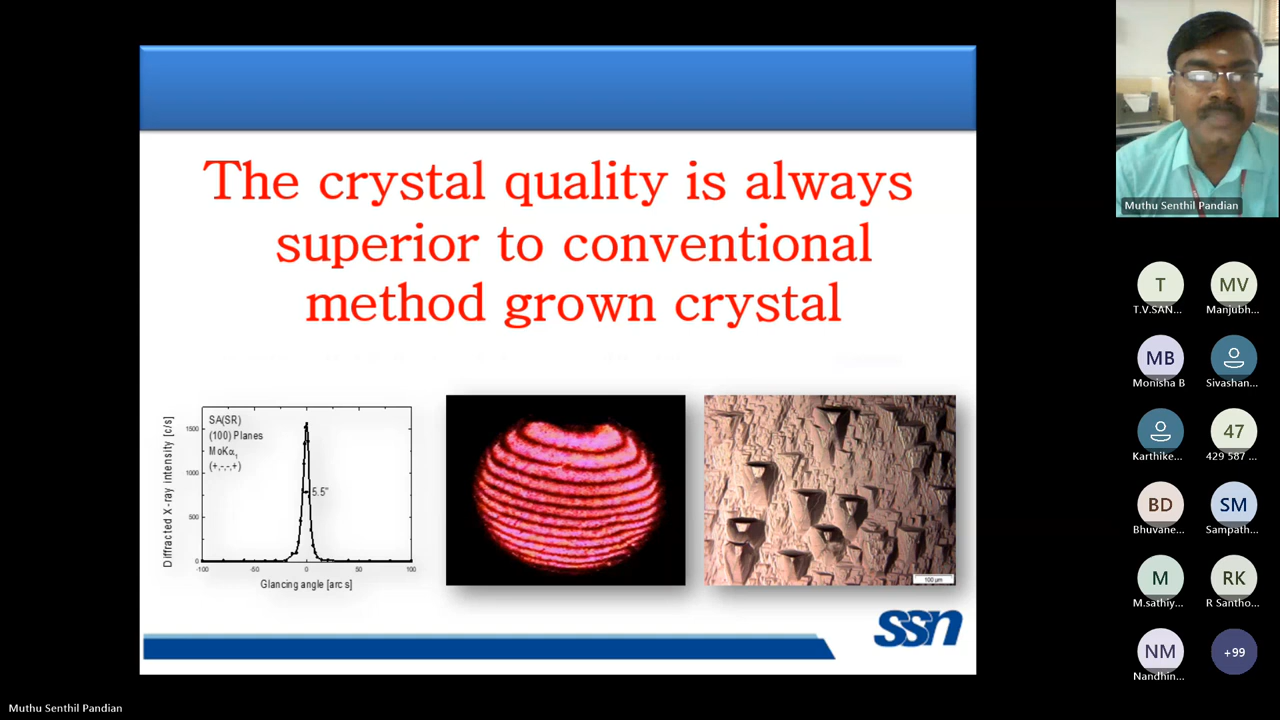 The crystal quality is always
superior to conventional
method grown crystal
Diffracted X-ray intensity [c/s]
1500
1000
500
0
SA(SR)
(100) Planes
MoKα₁
(+,-,-,+)
5.5"
-100 -50 0 50 100
Glancing angle [arc s]
100 μm
ssn
Muthu Senthil Pandian
T
T.V.SAN...
MV
Manjubh...
MB
Monisha B
Sivashan...
Karthike...
47
429 587 ...
BD
Bhuvane...
SM
Sampath...
M
M.sathiy...
RK
R Santho...
NM
Nandhin...
+99
Muthu Senthil Pandian